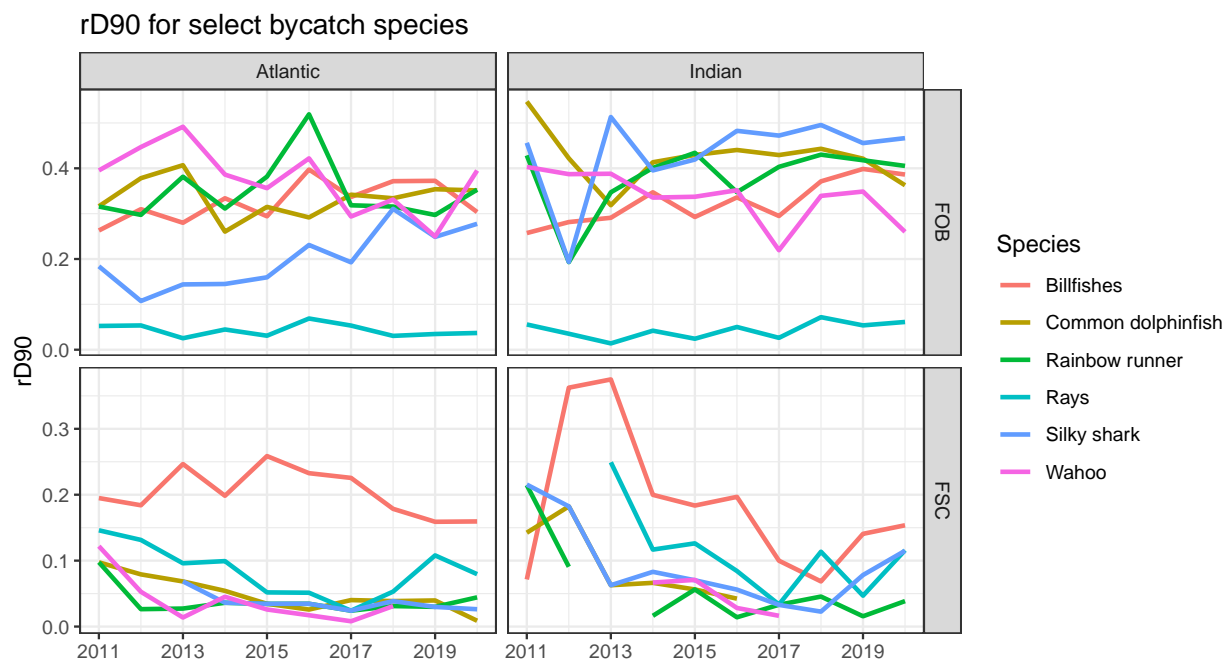 rD90 for select bycatch species
Atlantic
Indian
0.4
0.2
0.0
FOB
rD90
0.3
0.2
0.1
0.0
FSC
2011 2013 2015 2017 2019
2011 2013 2015 2017 2019
Species
Billfishes
Common dolphinfish
Rainbow runner
Rays
Silky shark
Wahoo